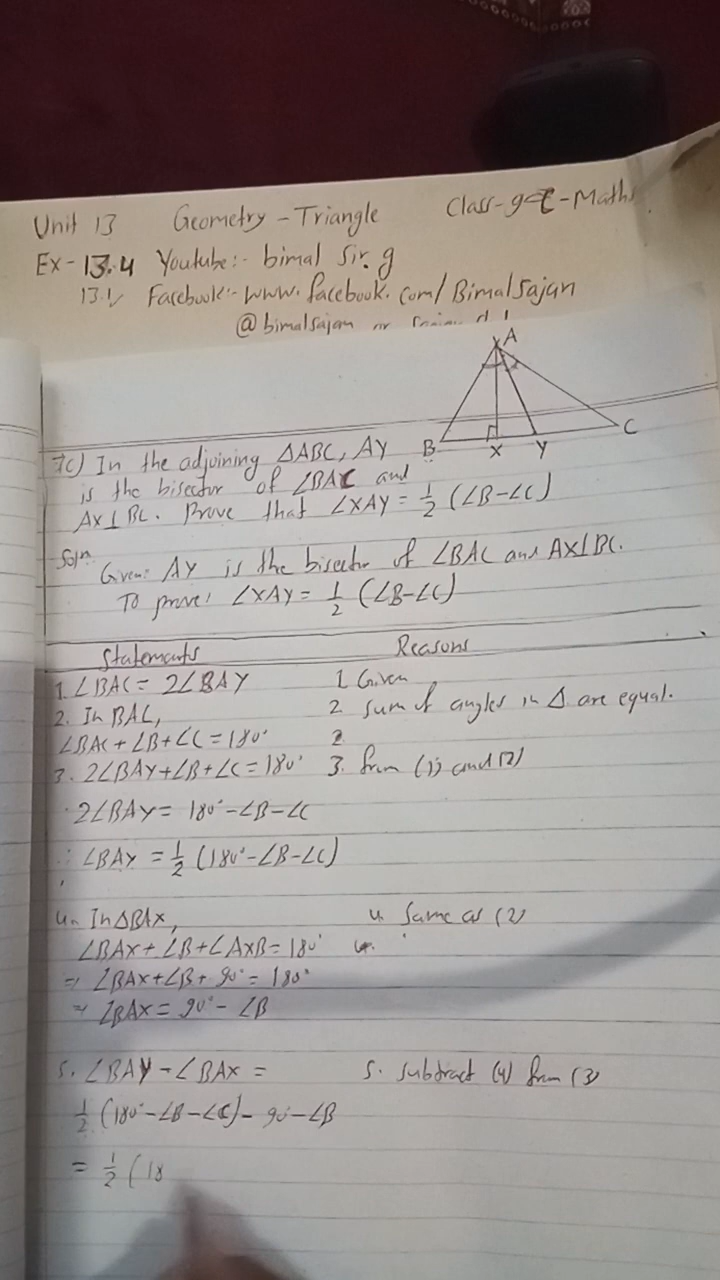 Unit 13 Geometry - Triangle Class-9 - Maths
Ex - 13.4 Youtube:- bimal sir. g
13.1 Facebook:- www.facebook.com/Bimalsajan
@bimalsajan or
A
B X Y C
7c) In the adjoining ΔABC, AY
is the bisector of ∠BAC and
AX⊥BC. Prove that ∠XAY = 1/2 (∠B-∠C)
Soln
Given: AY is the bisector of ∠BAC and AX⊥BC.
To prove: ∠XAY = 1/2 (∠B-∠C)
Statements Reasons
1. ∠BAC = 2∠BAY 1. Given
2. In BAC, 2 sum of angles in Δ are equal.
∠BAC + ∠B + ∠C = 180° 2
3. 2∠BAY + ∠B + ∠C = 180° 3. from (1) and (2)
2∠BAY = 180° - ∠B - ∠C
∴ ∠BAY = 1/2 (180° - ∠B - ∠C)
4. In ΔBAX, 4. Same as (2)
∠BAX + ∠B + ∠AXB = 180° 4.
⇒ ∠BAX + ∠B + 90° = 180°
⇒ ∠BAX = 90° - ∠B
5. ∠BAY - ∠BAX = 5. subtract (4) from (3)
1/2 (180° - ∠B - ∠C) - 90° - ∠B
= 1/2 (18